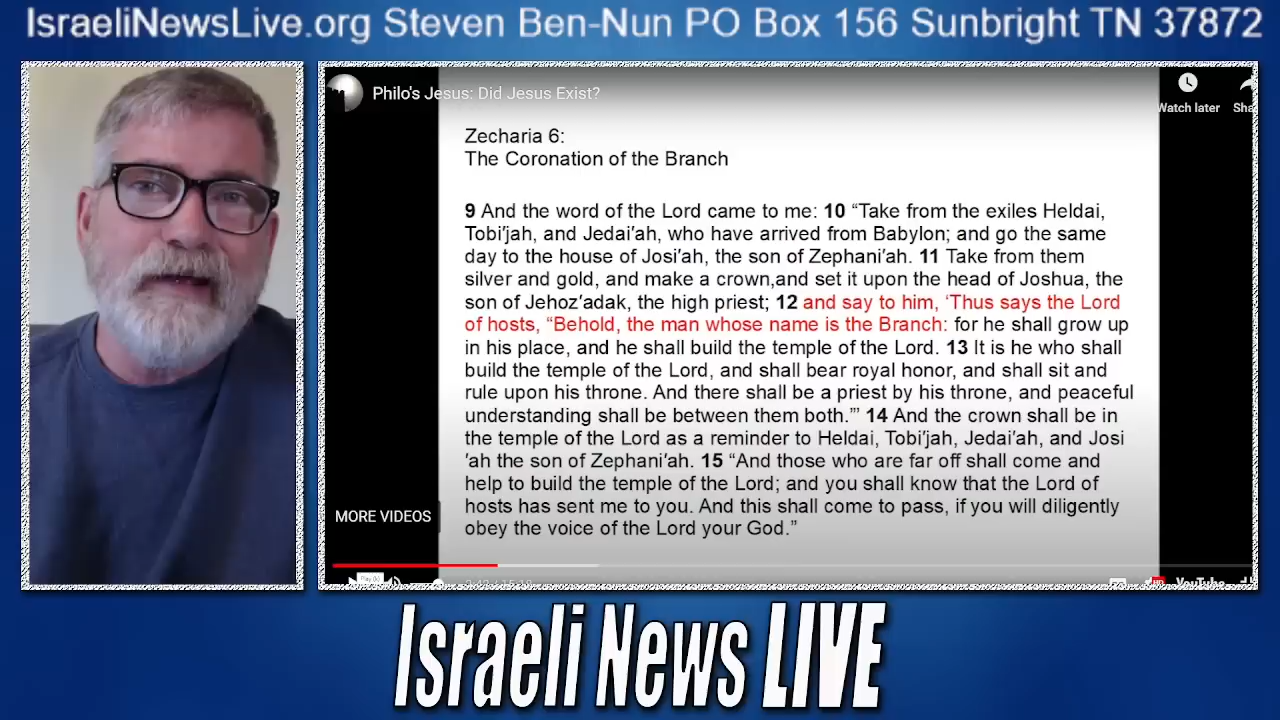 IsraeliNewsLive.org Steven Ben-Nun PO Box 156 Sunbright TN 37872
Philo's Jesus: Did Jesus Exist?
Watch later
Sha
Zecharia 6:
The Coronation of the Branch
9 And the word of the Lord came to me: 10 “Take from the exiles Heldai,
Tobi′jah, and Jedai′ah, who have arrived from Babylon; and go the same
day to the house of Josi′ah, the son of Zephani′ah. 11 Take from them
silver and gold, and make a crown,and set it upon the head of Joshua, the
son of Jehoz′adak, the high priest; 12 and say to him, ‘Thus says the Lord
of hosts, “Behold, the man whose name is the Branch: for he shall grow up
in his place, and he shall build the temple of the Lord. 13 It is he who shall
build the temple of the Lord, and shall bear royal honor, and shall sit and
rule upon his throne. And there shall be a priest by his throne, and peaceful
understanding shall be between them both.”’ 14 And the crown shall be in
the temple of the Lord as a reminder to Heldai, Tobi′jah, Jedai′ah, and Josi
′ah the son of Zephani′ah. 15 “And those who are far off shall come and
help to build the temple of the Lord; and you shall know that the Lord of
hosts has sent me to you. And this shall come to pass, if you will diligently
obey the voice of the Lord your God.”
MORE VIDEOS
Play (k)
YouTube
Israeli News LIVE